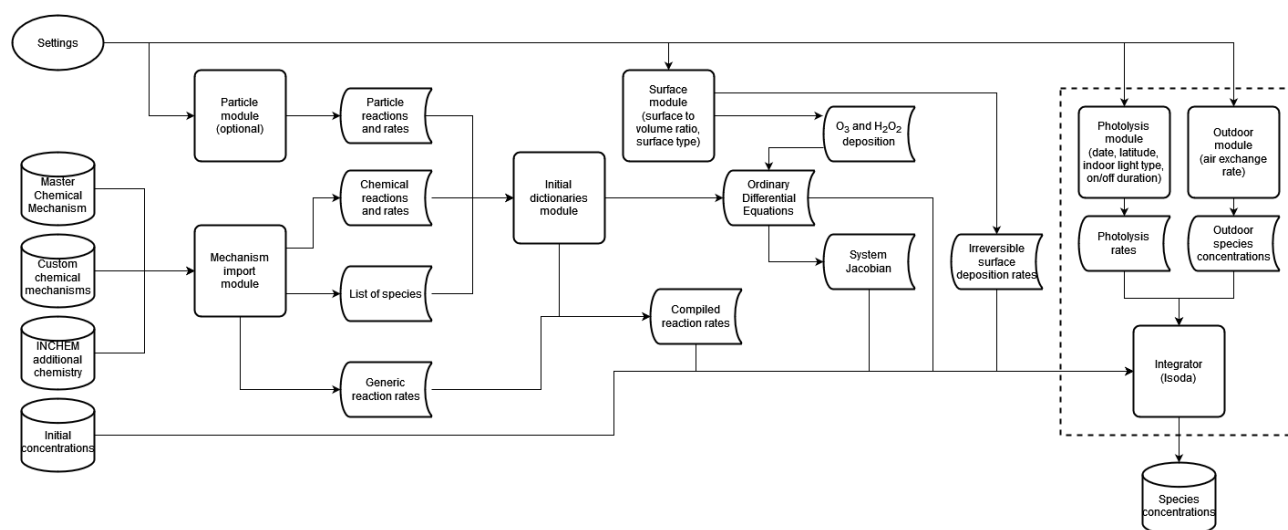 Settings
Particle
module
(optional)
Particle
reactions
and rates
Surface
module
(surface to
volume ratio,
surface type)
O3 and H2O2
deposition
Photolysis
module
(date, latitude,
indoor light type,
on/off duration)
Outdoor
module
(air exchange
rate)
Master
Chemical
Mechanism
Chemical
reactions
and rates
Initial
dictionaries
module
Ordinary
Differential
Equations
Custom
chemical
mechanisms
Mechanism
import
module
List of species
System
Jacobian
Irreversible
surface
deposition rates
Photolysis
rates
Outdoor
species
concentrations
Compiled
reaction rates
INCHEM
additional
chemistry
Generic
reaction rates
Integrator
(lsoda)
Initial
concentrations
Species
concentrations